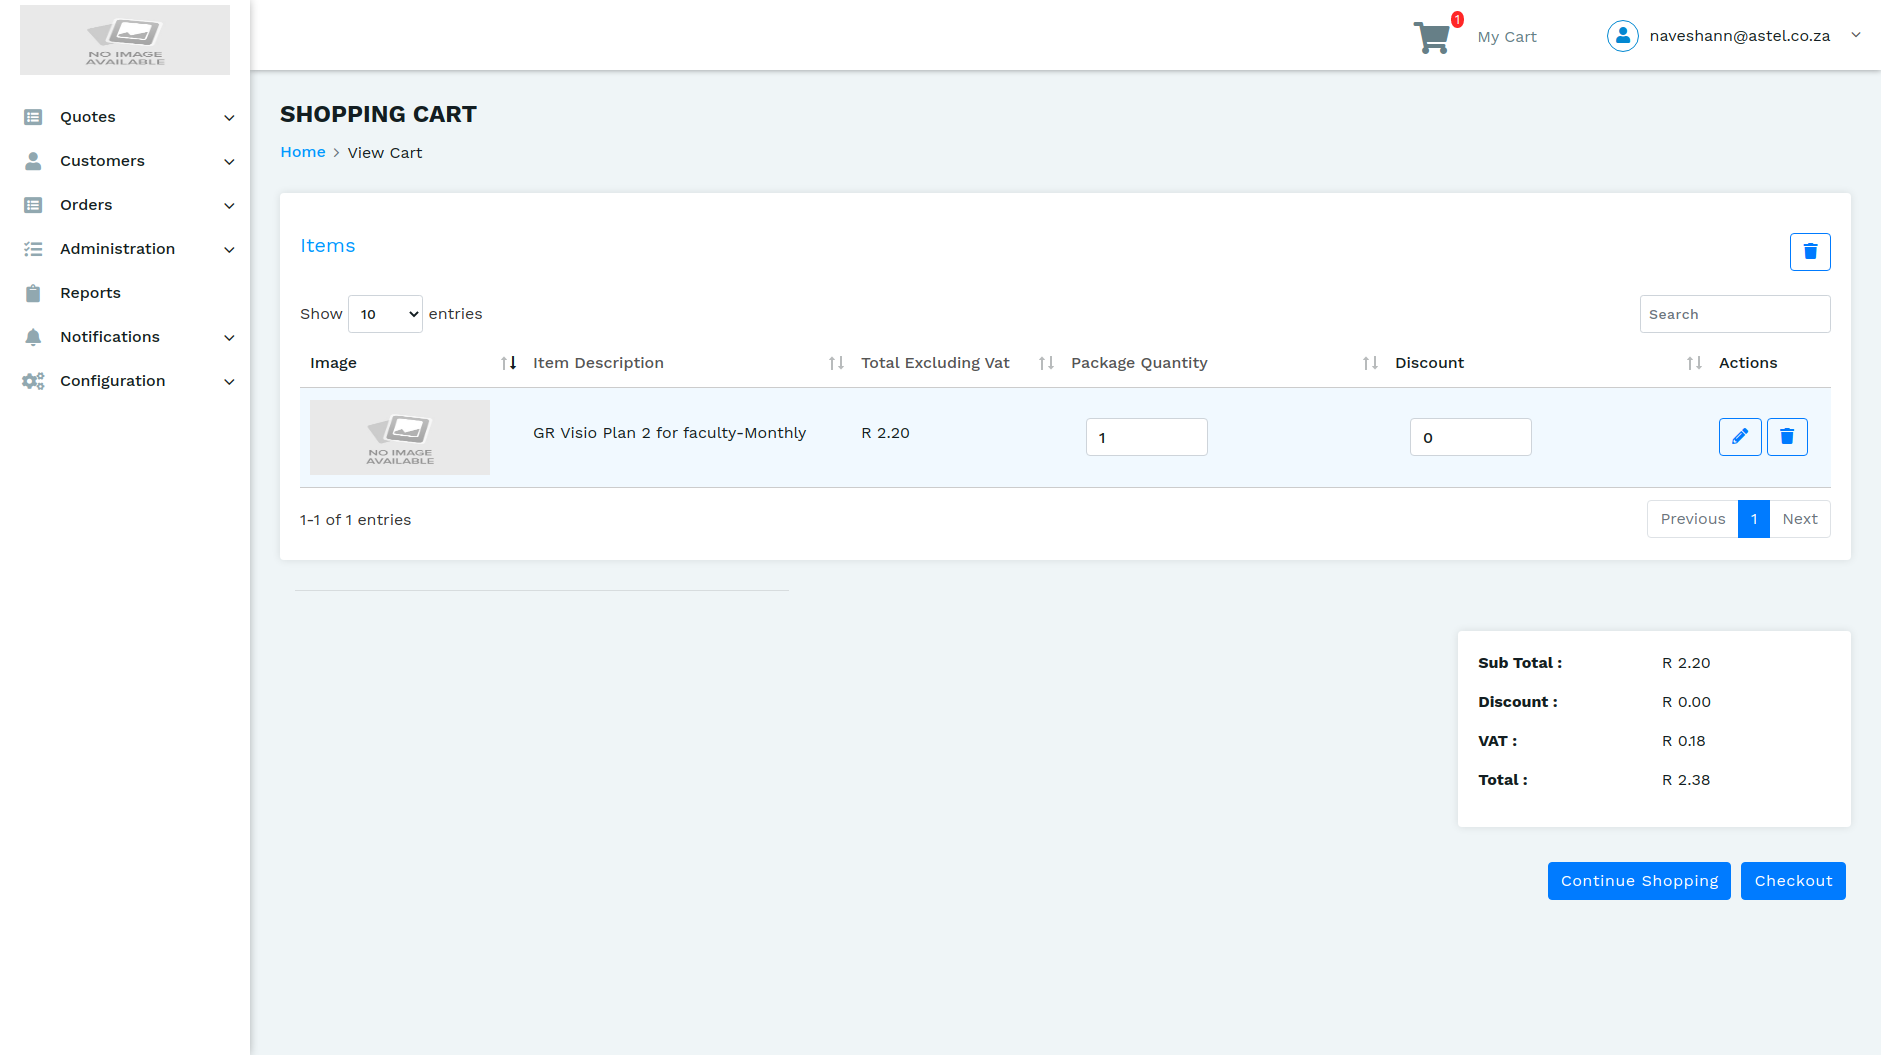 NO IMAGE
AVAILABLE
1
My Cart
naveshann@astel.co.za
Quotes
Customers
Orders
Administration
Reports
Notifications
Configuration
SHOPPING CART
Home > View Cart
Items
Show 10 entries
Search
Image Item Description Total Excluding Vat Package Quantity Discount Actions
NO IMAGE
AVAILABLE
GR Visio Plan 2 for faculty-Monthly R 2.20 1 0
1-1 of 1 entries
Previous 1 Next
Sub Total : R 2.20
Discount : R 0.00
VAT : R 0.18
Total : R 2.38
Continue Shopping Checkout